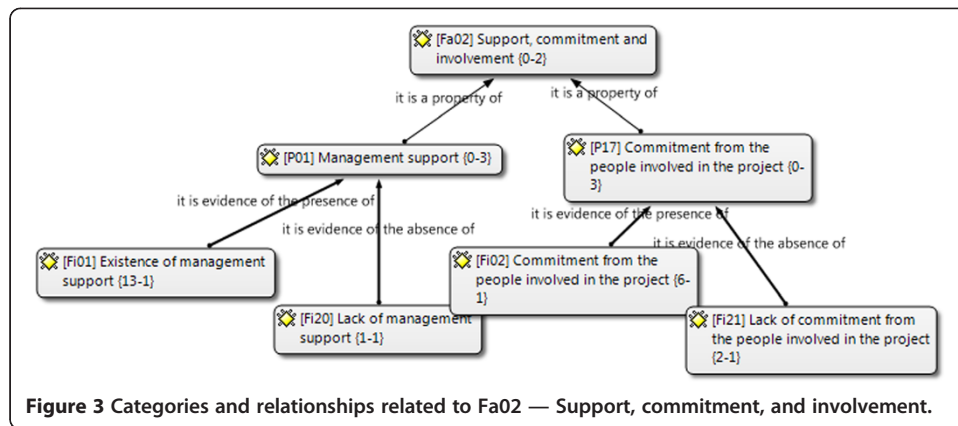 [Fa02] Support, commitment and
involvement {0-2}
it is a property of
it is a property of
[P01] Management support {0-3}
[P17] Commitment from the
people involved in the project {0-
3}
it is evidence of the presence of
it is evidence of the absence of
it is evidence of the presence of
it is evidence of the absence of
[Fi01] Existence of management
support {13-1}
[Fi20] Lack of management
support {1-1}
[Fi02] Commitment from the
people involved in the project {6-
1}
[Fi21] Lack of commitment from
the people involved in the project
{2-1}
Figure 3 Categories and relationships related to Fa02 — Support, commitment, and involvement.